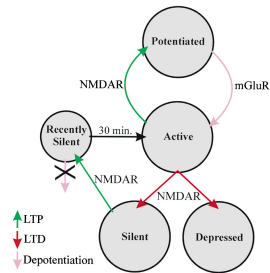 Potentiated
NMDAR
mGluR
Recently
Silent
30 min.
Active
NMDAR
NMDAR
Silent
Depressed
LTP
LTD
Depotentiation